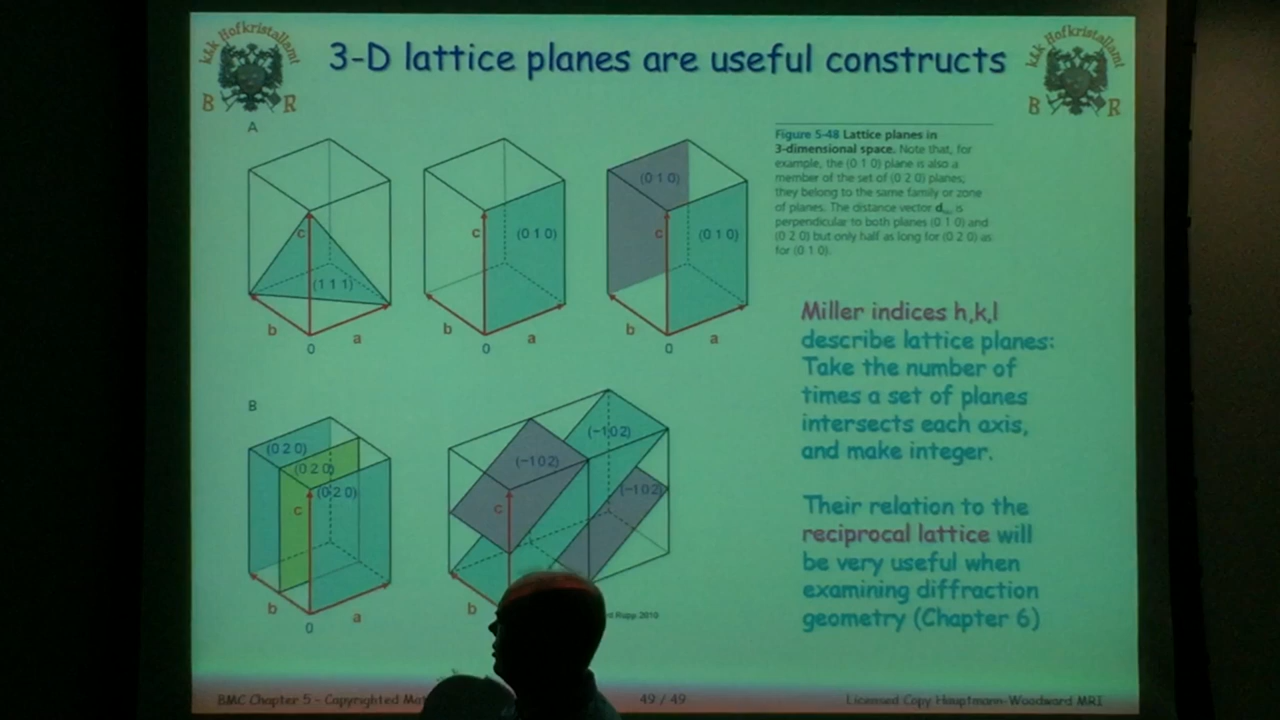 k.k. Hofkristallamt
B R
3-D lattice planes are useful constructs
k.k. Hofkristallamt
B R
A
c
(1 1 1)
b
a
0
c
(0 1 0)
b
a
0
(0 1 0)
c
(0 1 0)
b
a
0
Figure 5-48 Lattice planes in
3-dimensional space. Note that, for
example, the (0 1 0) plane is also a
member of the set of (0 2 0) planes;
they belong to the same family or zone
of planes. The distance vector d is
perpendicular to both planes (0 1 0) and
(0 2 0) but only half as long for (0 2 0) as
for (0 1 0).
Miller indices h,k,l
describe lattice planes:
Take the number of
times a set of planes
intersects each axis,
and make integer.
Their relation to the
reciprocal lattice will
be very useful when
examining diffraction
geometry (Chapter 6)
B
(0 2 0)
(0 2 0)
(0 2 0)
c
b
a
0
(-1 0 2)
(-1 0 2)
(-1 0 2)
c
b
Rupp 2010
BMC Chapter 5 - Copyrighted
49 / 49
Licensed Copy Hauptmann-Woodward MRI